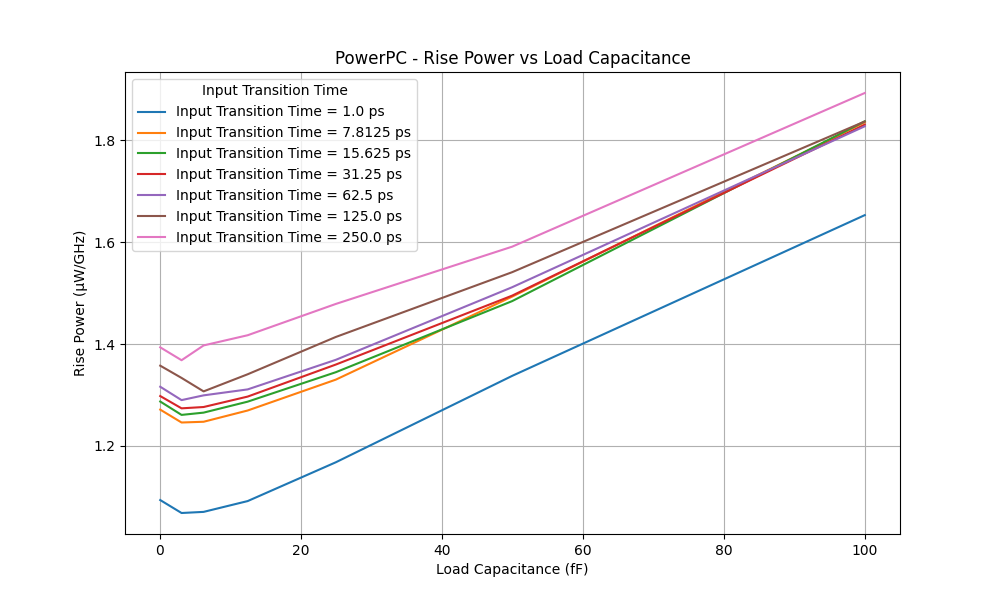 PowerPC - Rise Power vs Load Capacitance
Input Transition Time
Input Transition Time = 1.0 ps
Input Transition Time = 7.8125 ps
Input Transition Time = 15.625 ps
Input Transition Time = 31.25 ps
Input Transition Time = 62.5 ps
Input Transition Time = 125.0 ps
Input Transition Time = 250.0 ps
Rise Power (μW/GHz)
1.8
1.6
1.4
1.2
0 20 40 60 80 100
Load Capacitance (fF)